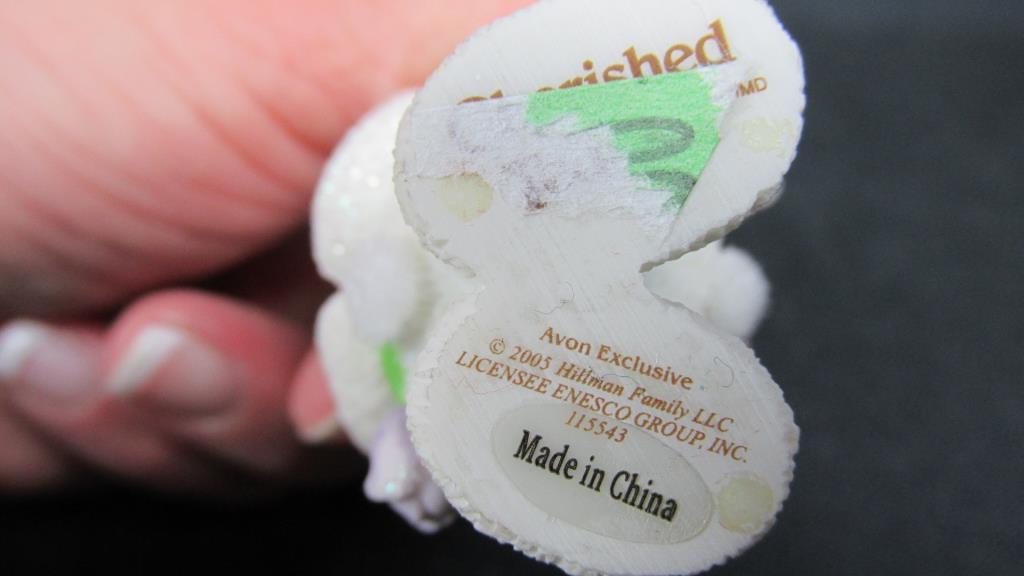 Cherished
MD
Avon Exclusive
© 2005 Hillman Family LLC
LICENSEE ENESCO GROUP, INC.
115543
Made in China